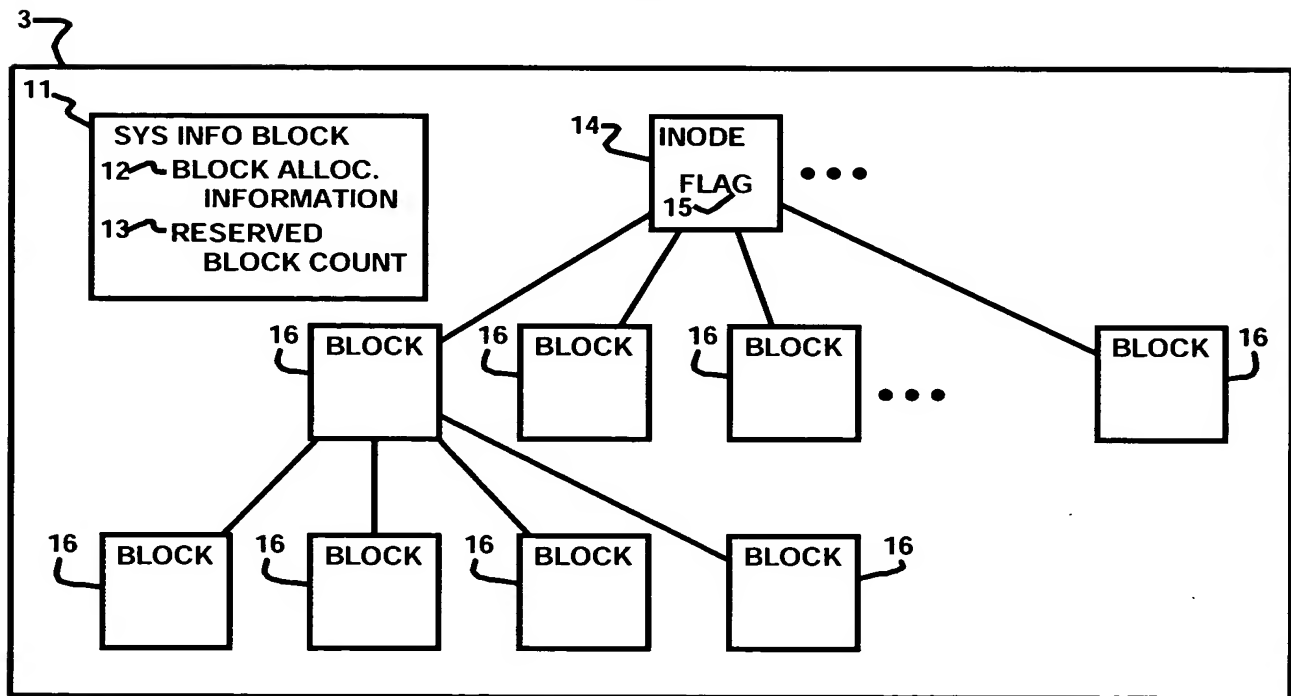 3
11
SYS INFO BLOCK
12 BLOCK ALLOC.
INFORMATION
13 RESERVED
BLOCK COUNT
14 INODE
FLAG
15
16 BLOCK
16 BLOCK
16 BLOCK
BLOCK 16
16 BLOCK
16 BLOCK
16 BLOCK
BLOCK 16